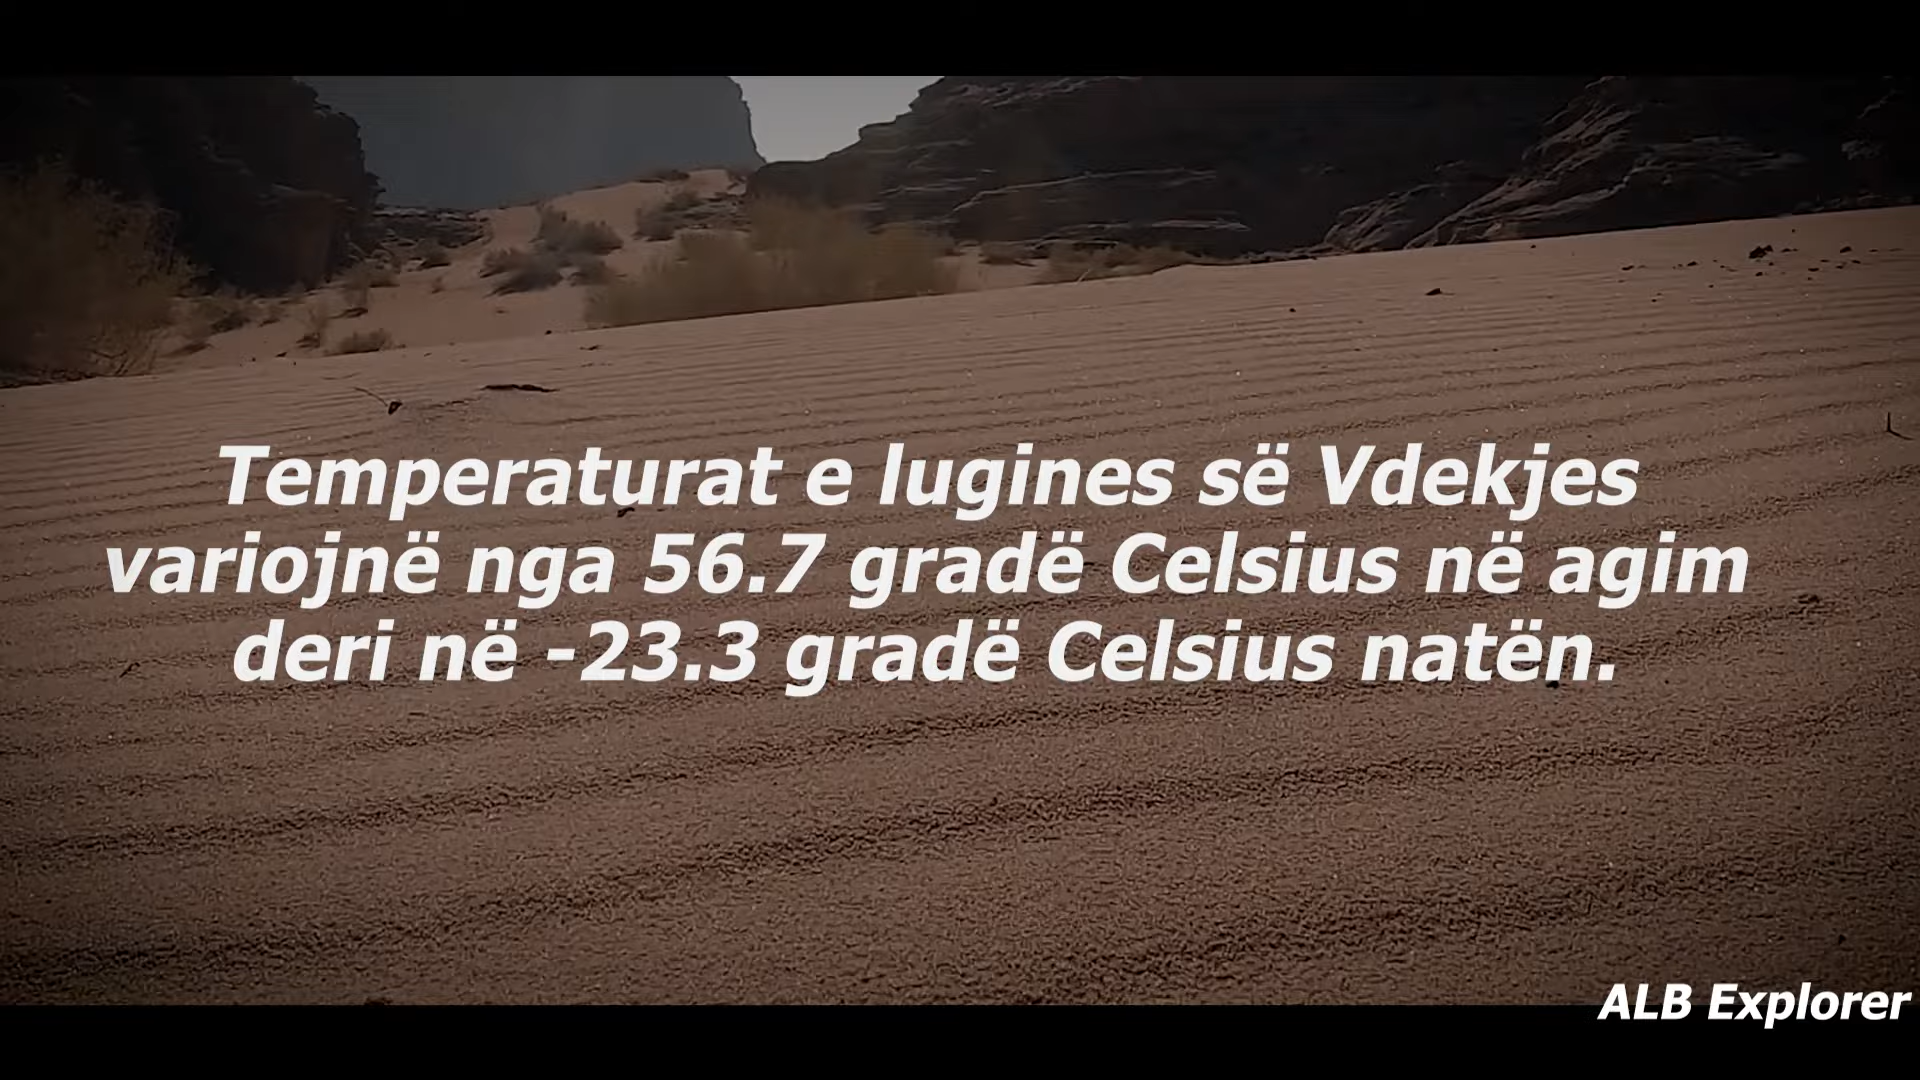 Temperaturat e lugines së Vdekjes
variojnë nga 56.7 gradë Celsius në agim
deri në -23.3 gradë Celsius natën.
ALB Explorer